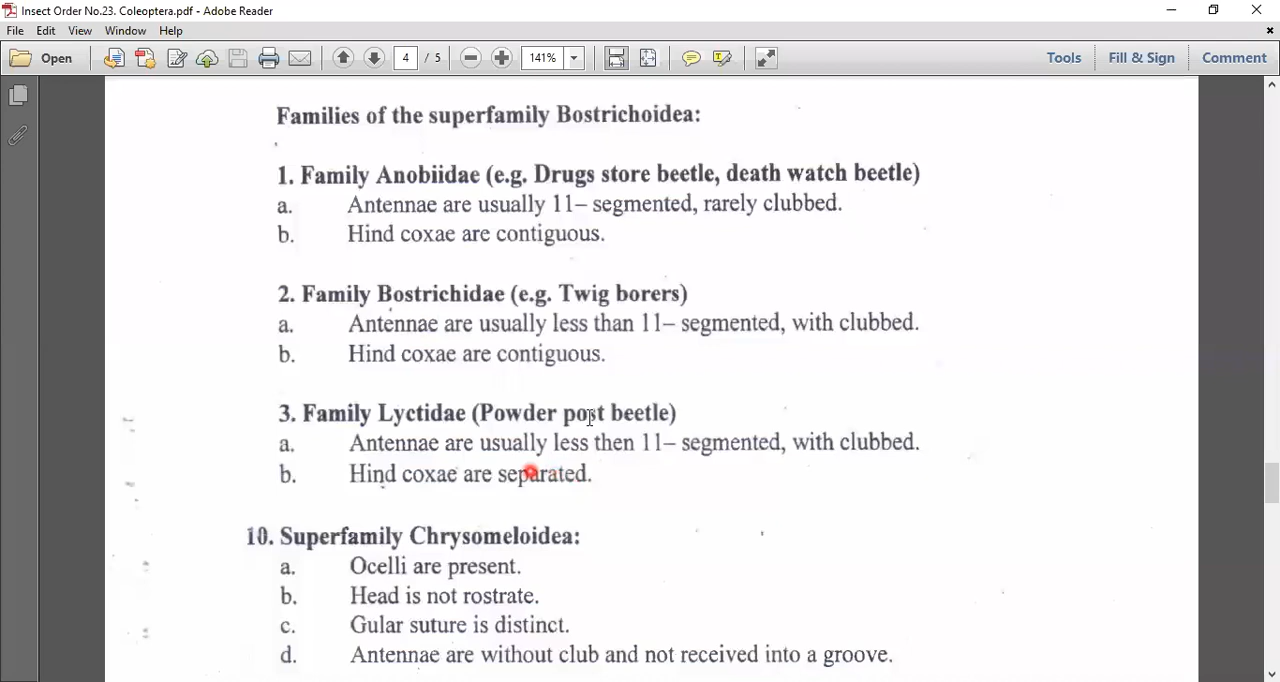 Insect Order No.23. Coleoptera.pdf - Adobe Reader
File Edit View Window Help
Open 4 / 5 141% Tools Fill & Sign Comment
Families of the superfamily Bostrichoidea:
1. Family Anobiidae (e.g. Drugs store beetle, death watch beetle)
a. Antennae are usually 11– segmented, rarely clubbed.
b. Hind coxae are contiguous.
2. Family Bostrichidae (e.g. Twig borers)
a. Antennae are usually less than 11– segmented, with clubbed.
b. Hind coxae are contiguous.
3. Family Lyctidae (Powder post beetle)
a. Antennae are usually less then 11– segmented, with clubbed.
b. Hind coxae are separated.
10. Superfamily Chrysomeloidea:
a. Ocelli are present.
b. Head is not rostrate.
c. Gular suture is distinct.
d. Antennae are without club and not received into a groove.